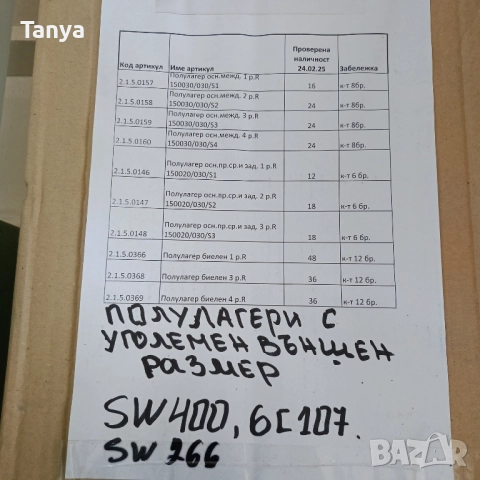 Tanya
Код артикул Име артикул Проверена наличност 24.02.25 Забележка
2.1.5.0157 Полулагер осн.межд. 1 р.R 150030/030/S1 16 к-т 8бр.
2.1.5.0158 Полулагер осн.межд. 2 р.R 150030/030/S2 24 к-т 8бр.
2.1.5.0159 Полулагер осн.межд. 3 р.R 150030/030/S3 24 к-т 8бр.
2.1.5.0160 Полулагер осн.межд. 4 р.R 150030/030/S4 24 к-т 8бр.
2.1.5.0146 Полулагер осн.пр.ср.и зад. 1 р.R 150020/030/S1 12 к-т 6 бр.
2.1.5.0147 Полулагер осн.пр.ср.и зад. 2 р.R 150020/030/S2 18 к-т 6 бр.
2.1.5.0148 Полулагер осн.пр.ср.и зад. 3 р.R 150020/030/S3 18 к-т 6 бр.
2.1.5.0366 Полулагер биелен 1 р.R 48 к-т 12 бр.
2.1.5.0368 Полулагер биелен 3 р.R 36 к-т 12 бр.
2.1.5.0369 Полулагер биелен 4 р.R 36 к-т 12 бр.
ПОЛУЛАГЕРИ С
УГОЛЕМЕН ВЪНШЕН
РАЗМЕР
SW400, 6С107.
SW 266
BAZAR